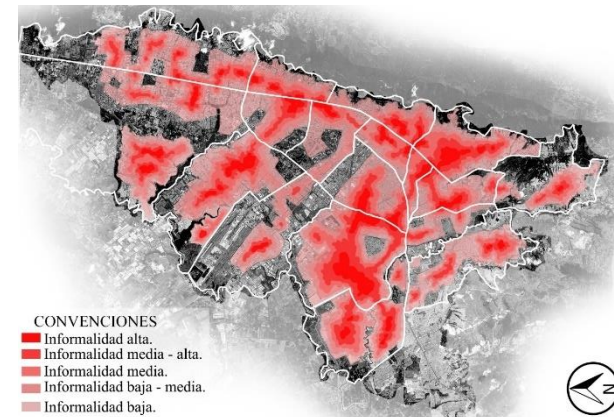 CONVENCIONES
Informalidad alta.
Informalidad media - alta.
Informalidad media.
Informalidad baja - media.
Informalidad baja.
N